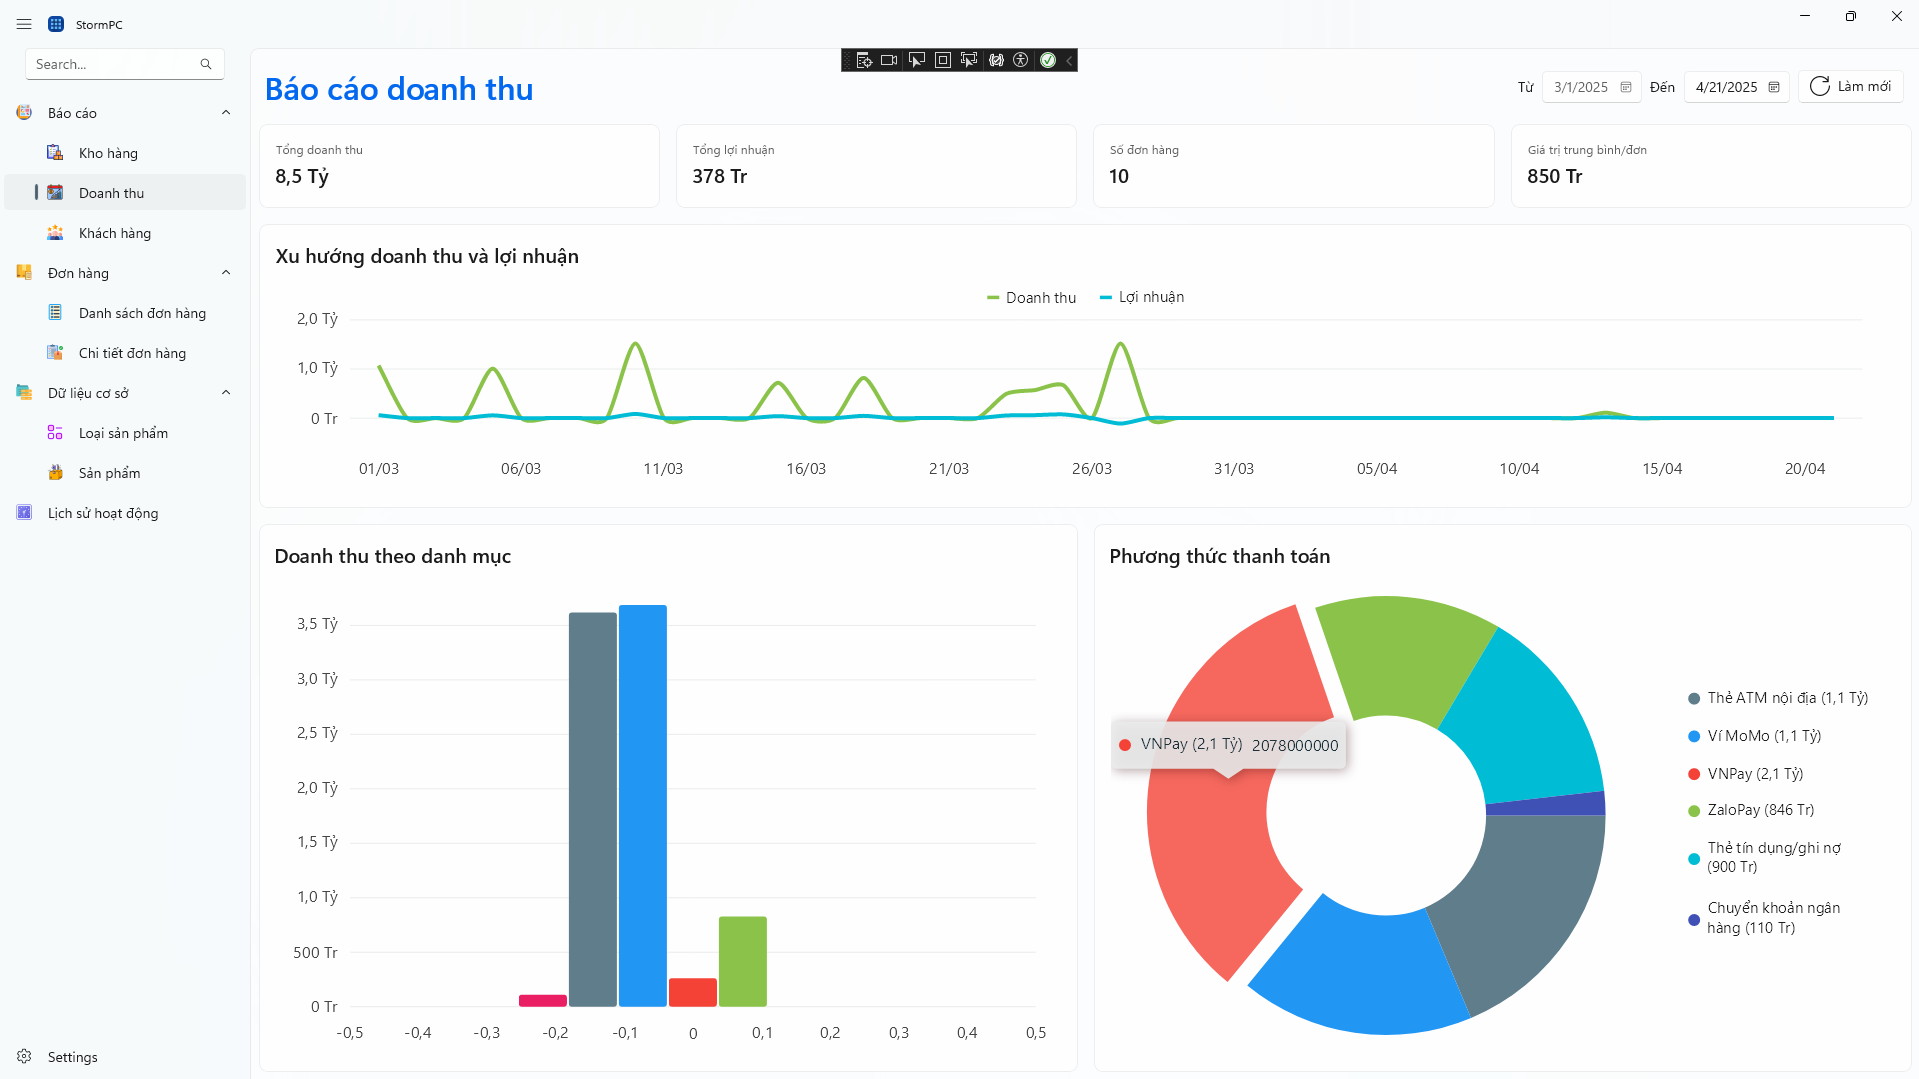 StormPC
Search...
Báo cáo
Kho hàng
Doanh thu
Khách hàng
Đơn hàng
Danh sách đơn hàng
Chi tiết đơn hàng
Dữ liệu cơ sở
Loại sản phẩm
Sản phẩm
Lịch sử hoạt động
Settings
Báo cáo doanh thu
Từ 3/1/2025 Đến 4/21/2025 Làm mới
Tổng doanh thu
8,5 Tỷ
Tổng lợi nhuận
378 Tr
Số đơn hàng
10
Giá trị trung bình/đơn
850 Tr
Xu hướng doanh thu và lợi nhuận
Doanh thu Lợi nhuận
2,0 Tỷ
1,0 Tỷ
0 Tr
01/03 06/03 11/03 16/03 21/03 26/03 31/03 05/04 10/04 15/04 20/04
Doanh thu theo danh mục
3,5 Tỷ
3,0 Tỷ
2,5 Tỷ
2,0 Tỷ
1,5 Tỷ
1,0 Tỷ
500 Tr
0 Tr
-0,5 -0,4 -0,3 -0,2 -0,1 0 0,1 0,2 0,3 0,4 0,5
Phương thức thanh toán
VNPay (2,1 Tỷ) 2078000000
Thẻ ATM nội địa (1,1 Tỷ)
Ví MoMo (1,1 Tỷ)
VNPay (2,1 Tỷ)
ZaloPay (846 Tr)
Thẻ tín dụng/ghi nợ
(900 Tr)
Chuyển khoản ngân
hàng (110 Tr)